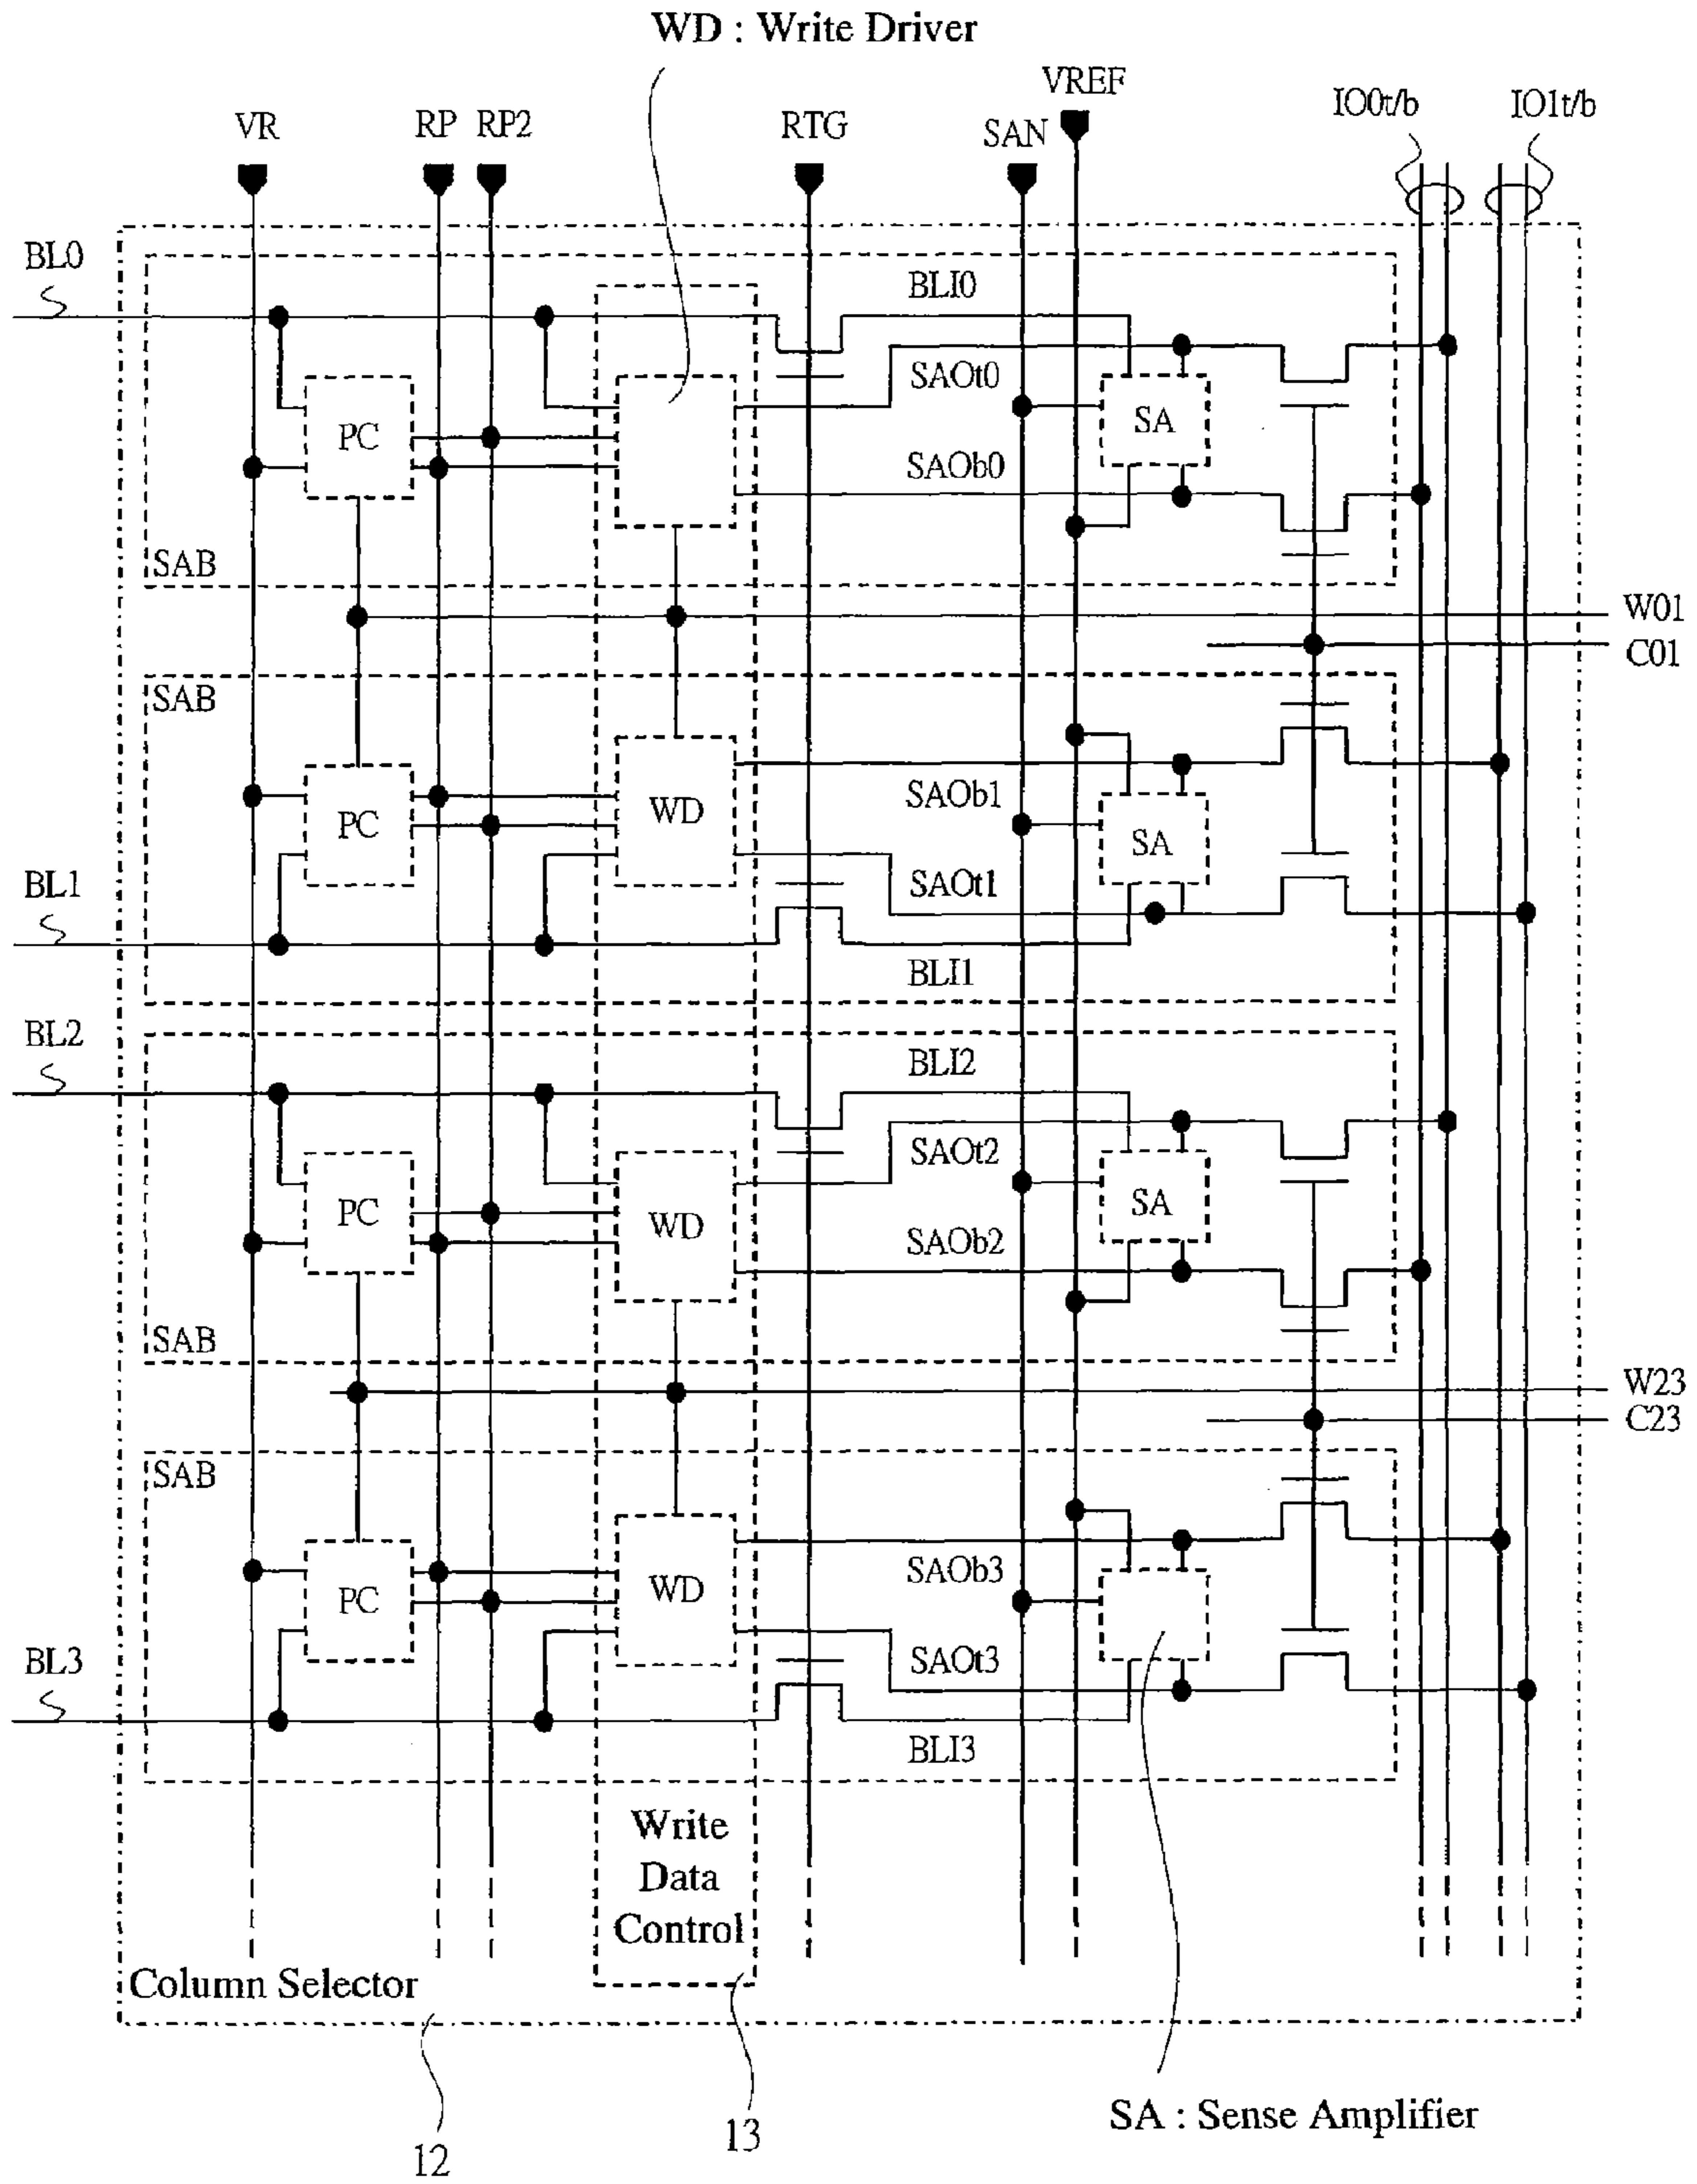 WD : Write Driver
VREF
IO0t/b
IO1t/b
VR
RP
RP2
RTG
SAN
BL0
BLI0
SAOt0
PC
SA
SAOb0
SAB
W01
C01
SAB
SAOb1
PC
WD
SA
BL1
SAOt1
BLI1
BL2
BLI2
SAOt2
PC
WD
SA
SAOb2
SAB
W23
C23
SAB
SAOb3
PC
WD
BL3
SAOt3
BLI3
Write
Data
Control
Column Selector
12
13
SA : Sense Amplifier